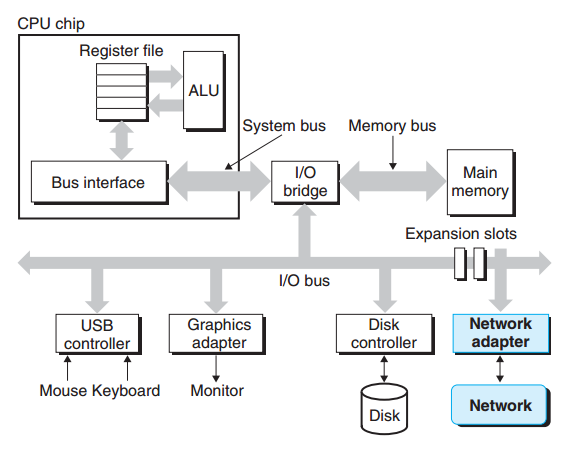 CPU chip
Register file
ALU
System bus
Memory bus
Bus interface
I/O
bridge
Main
memory
Expansion slots
I/O bus
USB
controller
Graphics
adapter
Disk
controller
Network
adapter
Mouse Keyboard
Monitor
Disk
Network